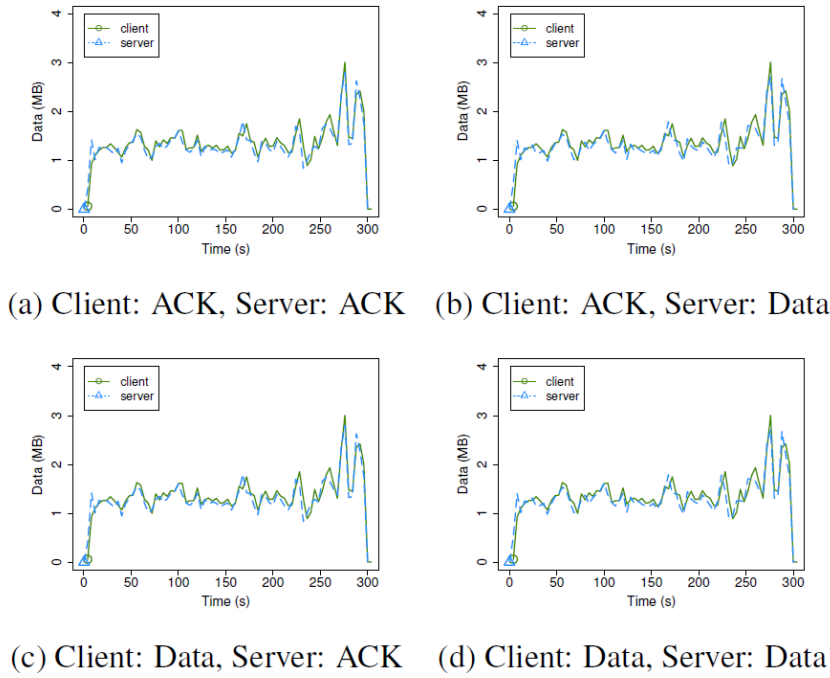 4
3
2
1
0
Data (MB)
client
server
0 50 100 150 200 250 300
Time (s)
(a) Client: ACK, Server: ACK
4
3
2
1
0
Data (MB)
client
server
0 50 100 150 200 250 300
Time (s)
(b) Client: ACK, Server: Data
4
3
2
1
0
Data (MB)
client
server
0 50 100 150 200 250 300
Time (s)
(c) Client: Data, Server: ACK
4
3
2
1
0
Data (MB)
client
server
0 50 100 150 200 250 300
Time (s)
(d) Client: Data, Server: Data